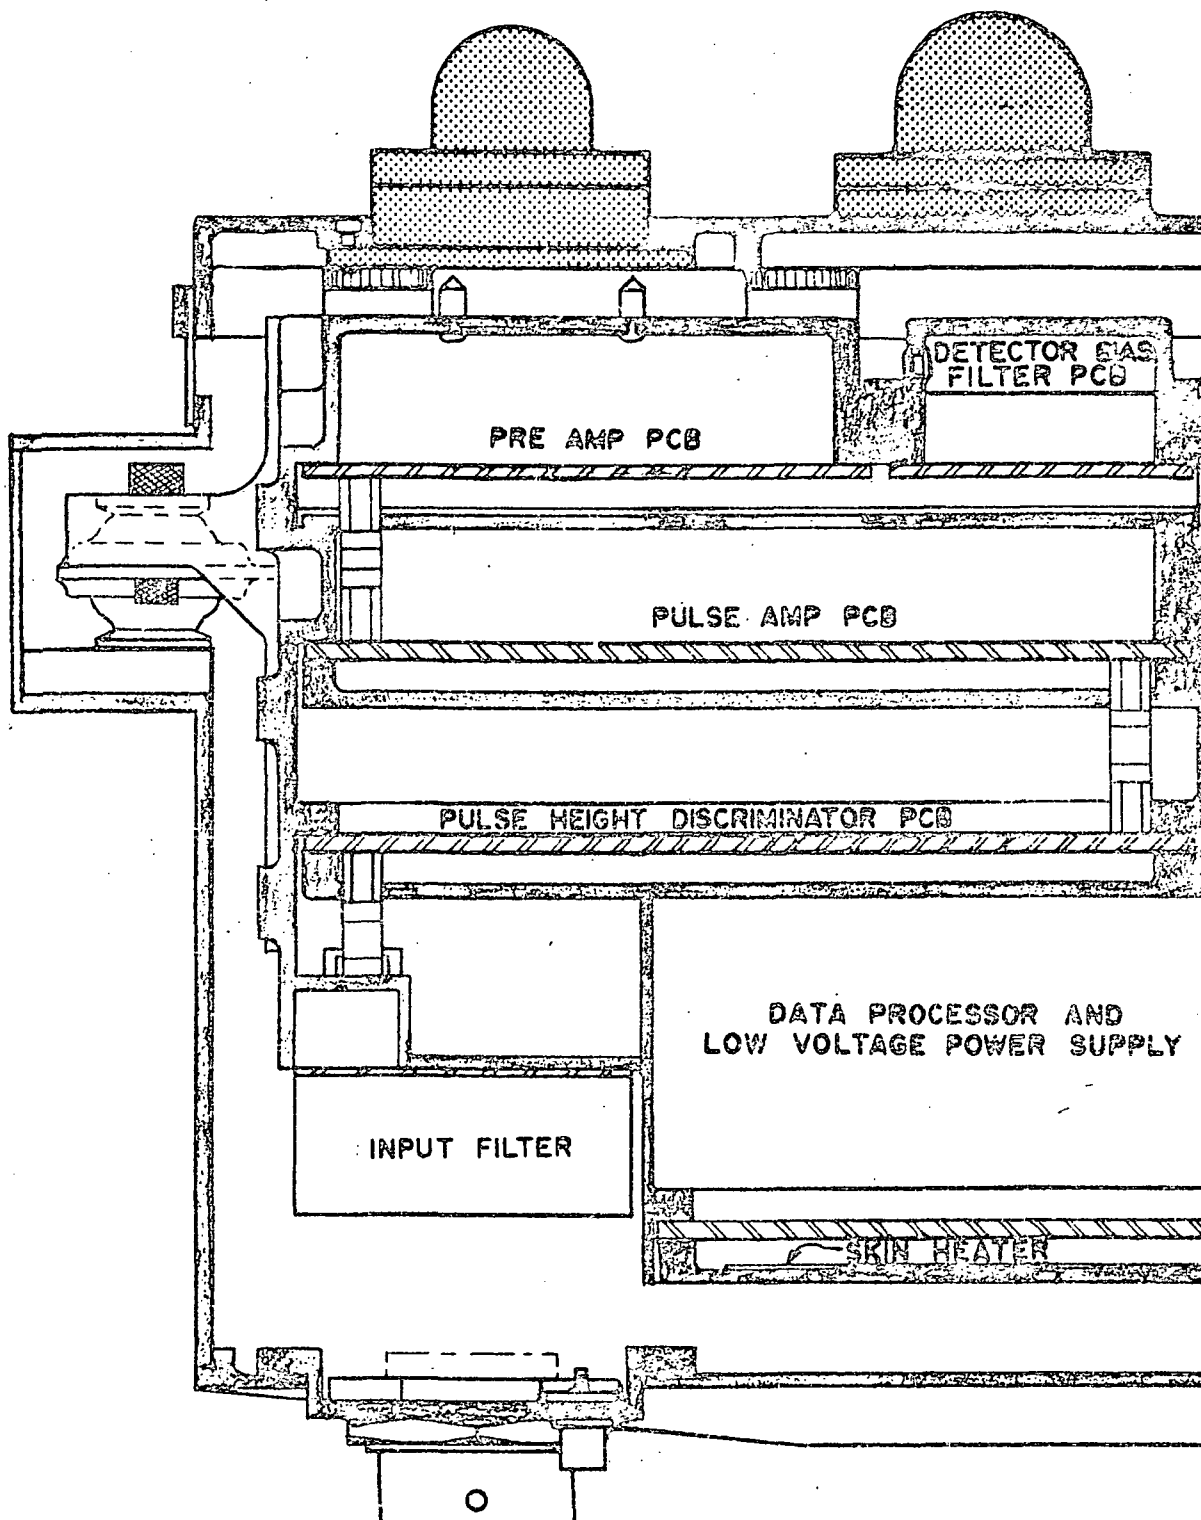 DETECTOR BIAS
FILTER PCB
PRE AMP PCB
PULSE AMP PCB
PULSE HEIGHT DISCRIMINATOR PCB
DATA PROCESSOR AND
LOW VOLTAGE POWER SUPPLY
INPUT FILTER
SKIN HEATER